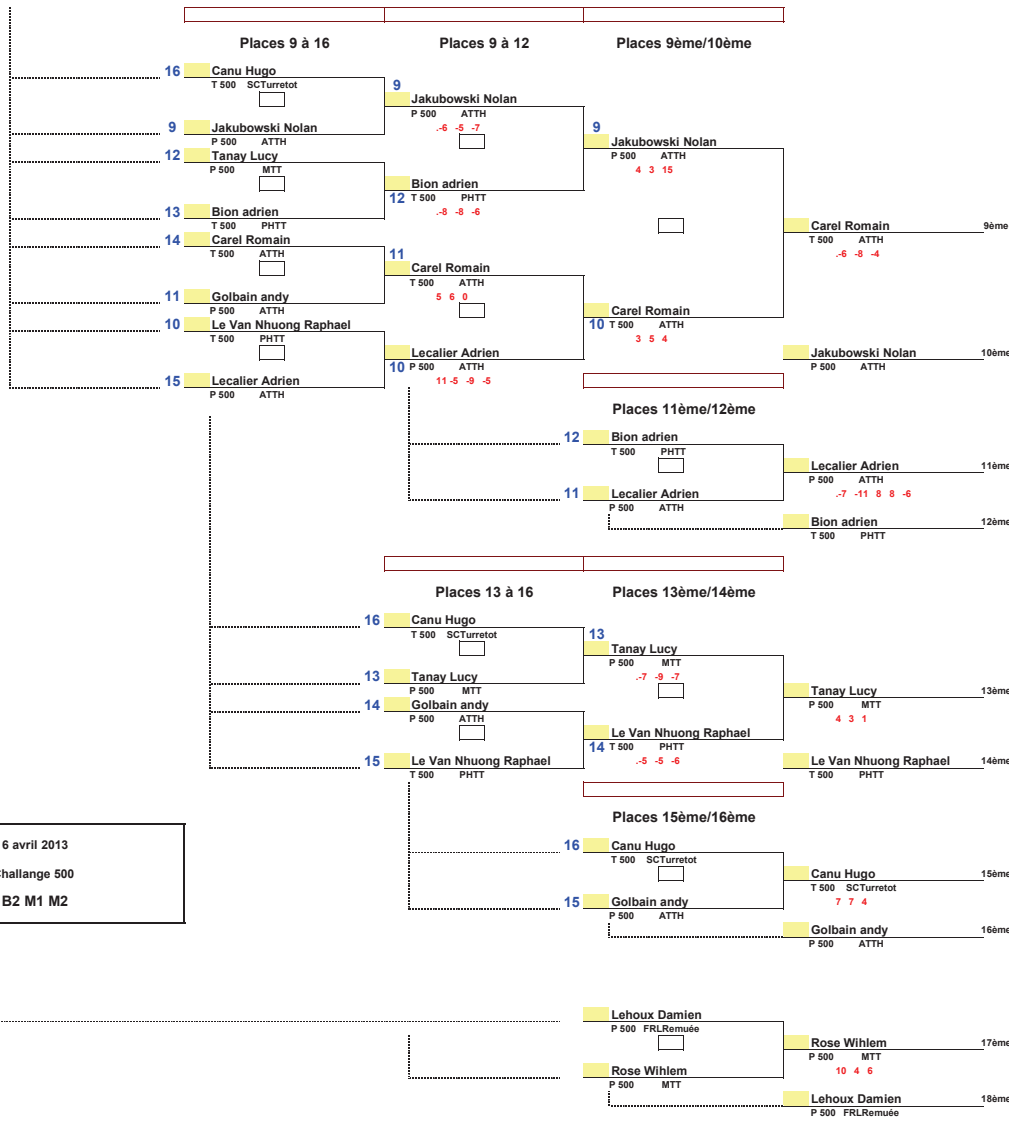 Places 9 à 16 Places 9 à 12 Places 9ème/10ème
16 Canu Hugo
T 500 SCTurretot
9
Jakubowski Nolan
P 500 ATTH
.-6 -5 -7
9 Jakubowski Nolan
P 500 ATTH
9
Jakubowski Nolan
P 500 ATTH
4 3 15
12 Tanay Lucy
P 500 MTT
Bion adrien
12 T 500 PHTT
.-8 -8 -6
13 Bion adrien
T 500 PHTT
Carel Romain 9ème
T 500 ATTH
.-6 -8 -4
14 Carel Romain
T 500 ATTH
11
Carel Romain
T 500 ATTH
5 6 0
11 Golbain andy
P 500 ATTH
Carel Romain
10 T 500 ATTH
3 5 4
10 Le Van Nhuong Raphael
T 500 PHTT
Lecalier Adrien
10 P 500 ATTH
11 -5 -9 -5
Jakubowski Nolan 10ème
P 500 ATTH
15 Lecalier Adrien
P 500 ATTH
Places 11ème/12ème
12 Bion adrien
T 500 PHTT
Lecalier Adrien 11ème
P 500 ATTH
.-7 -11 8 8 -6
11 Lecalier Adrien
P 500 ATTH
Bion adrien 12ème
T 500 PHTT
Places 13 à 16 Places 13ème/14ème
16 Canu Hugo
T 500 SCTurretot
13
Tanay Lucy
P 500 MTT
.-7 -9 -7
13 Tanay Lucy
P 500 MTT
Tanay Lucy 13ème
P 500 MTT
4 3 1
14 Golbain andy
P 500 ATTH
Le Van Nhuong Raphael
14 T 500 PHTT
.-5 -5 -6
15 Le Van Nhuong Raphael
T 500 PHTT
Le Van Nhuong Raphael 14ème
T 500 PHTT
Places 15ème/16ème
16 Canu Hugo
T 500 SCTurretot
Canu Hugo 15ème
T 500 SCTurretot
7 7 4
15 Golbain andy
P 500 ATTH
Golbain andy 16ème
P 500 ATTH
6 avril 2013
hallange 500
B2 M1 M2
Lehoux Damien
P 500 FRLRemuée
Rose Wihlem 17ème
P 500 MTT
10 4 6
Rose Wihlem
P 500 MTT
Lehoux Damien 18ème
P 500 FRLRemuée